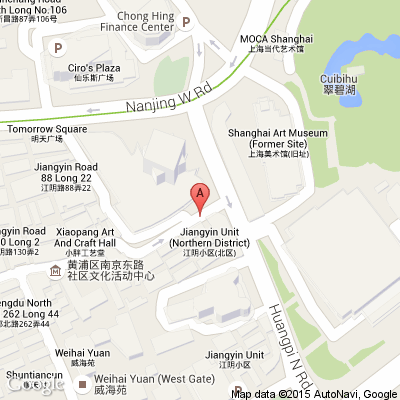 Long No.106
昌路87弄106号
Chong Hing
Finance Center
MOCA Shanghai
上海当代艺术馆
Ciro's Plaza
仙乐斯广场
Cuibihu
翠碧湖
Nanjing W Rd
Tomorrow Square
明天广场
Shanghai Art Museum
(Former Site)
上海美术馆(旧址)
Jiangyin Road
88 Long 22
江阴路88弄22
A
Xiaopang Art
And Craft Hall
小胖工艺堂
Jiangyin Unit
(Northern District)
江阴小区(北区)
黄浦区南京东路
社区文化活动中心
262 Long 44
Huangpi N Rd
Weihai Yuan
威海苑
Jiangyin Unit
江阴小区
Weihai Yuan (West Gate)
威海苑
Google
©2015 AutoNavi, Google